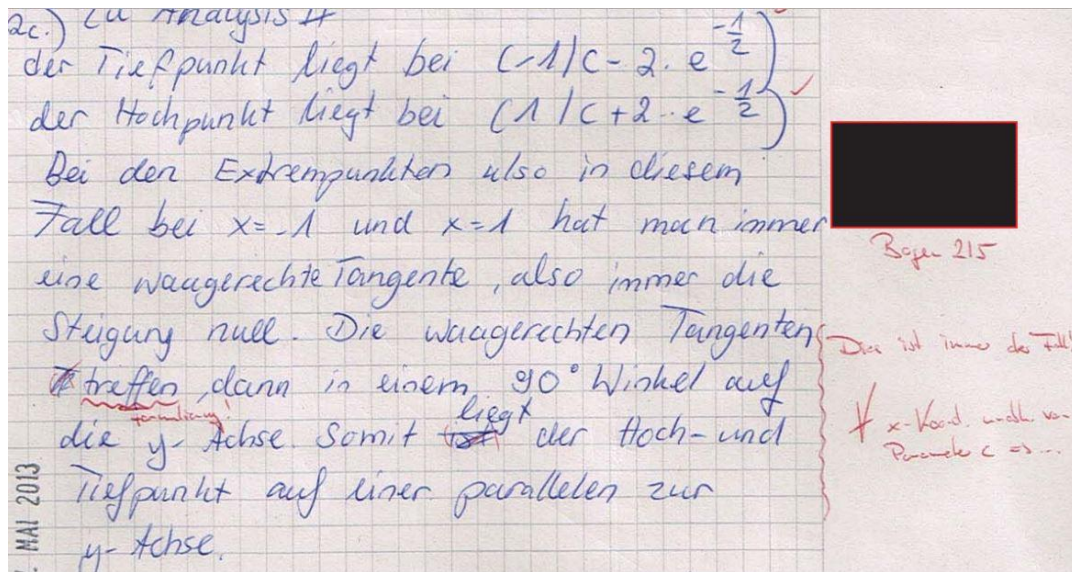 2c.) Zu Analysis II
der Tiefpunkt liegt bei (-1|c-2.e^{-\frac{1}{2}})
der Hochpunkt liegt bei (1|c+2.e^{-\frac{1}{2}})
Bei den Extrempunkten also in diesem
Fall bei x=-1 und x=1 hat man immer
Bogen 215
eine waagerechte Tangente, also immer die
Steigung null. Die waagerechten Tangenten
Dies ist immer der Fall!
treffen dann in einem 90° Winkel auf
Formulierung!
liegt
die y-Achse. Somit der Hoch- und
x-Koord. unabh. von
Parameter c => ...
Tiefpunkt auf einer parallelen zur
y-Achse.
MAI 2013